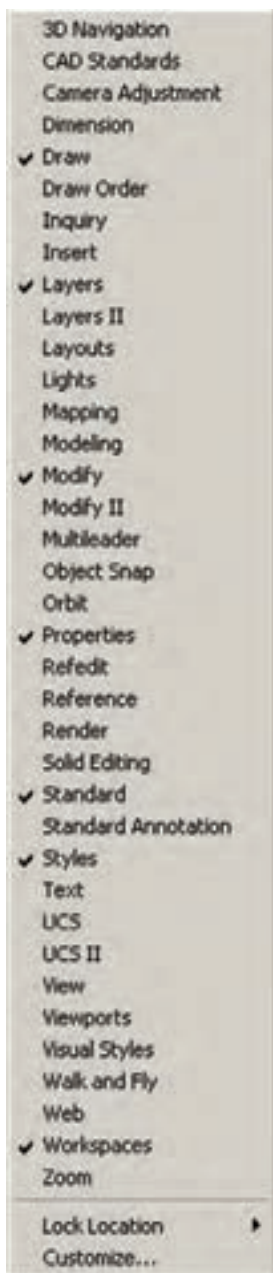 3D Navigation
CAD Standards
Camera Adjustment
Dimension
Draw
Draw Order
Inquiry
Insert
Layers
Layers II
Layouts
Lights
Mapping
Modeling
Modify
Modify II
Multileader
Object Snap
Orbit
Properties
Refedit
Reference
Render
Solid Editing
Standard
Standard Annotation
Styles
Text
UCS
UCS II
View
Viewports
Visual Styles
Walk and Fly
Web
Workspaces
Zoom
Lock Location
Customize...